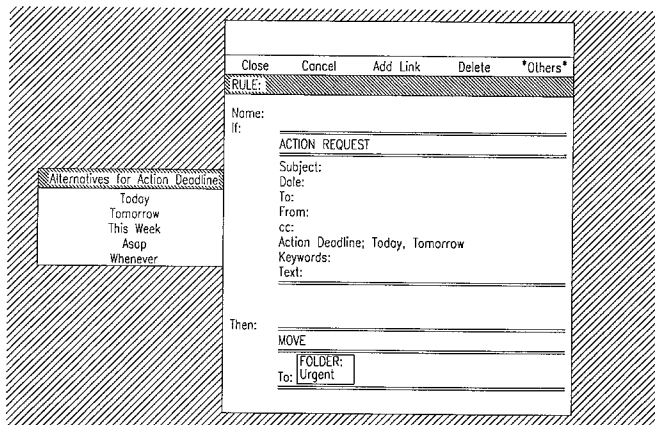 Close Cancel Add Link Delete *Others*
RULE:
Name:
If:
ACTION REQUEST
Subject:
Date:
To:
From:
cc:
Action Deadline; Today, Tomorrow
Keywords:
Text:
Then:
MOVE
FOLDER:
To: Urgent
Alternatives for Action Deadline
Today
Tomorrow
This Week
Asap
Whenever